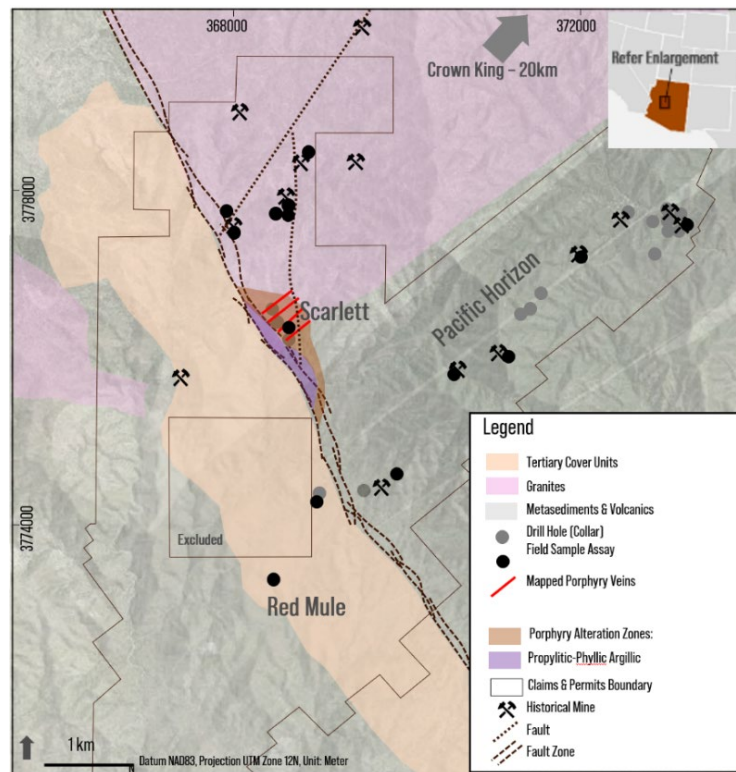 368000
372000
Crown King – 20km
Refer Enlargement
3778000
Scarlett
Pacific Horizon
Excluded
3774000
Red Mule
Legend
Tertiary Cover Units
Granites
Metasediments & Volcanics
Drill Hole (Collar)
Field Sample Assay
Mapped Porphyry Veins
Porphyry Alteration Zones:
Propylitic-Phyllic Argillic
Claims & Permits Boundary
Historical Mine
Fault
Fault Zone
1 km
N
Datum NAD83, Projection UTM Zone 12N, Unit: Meter